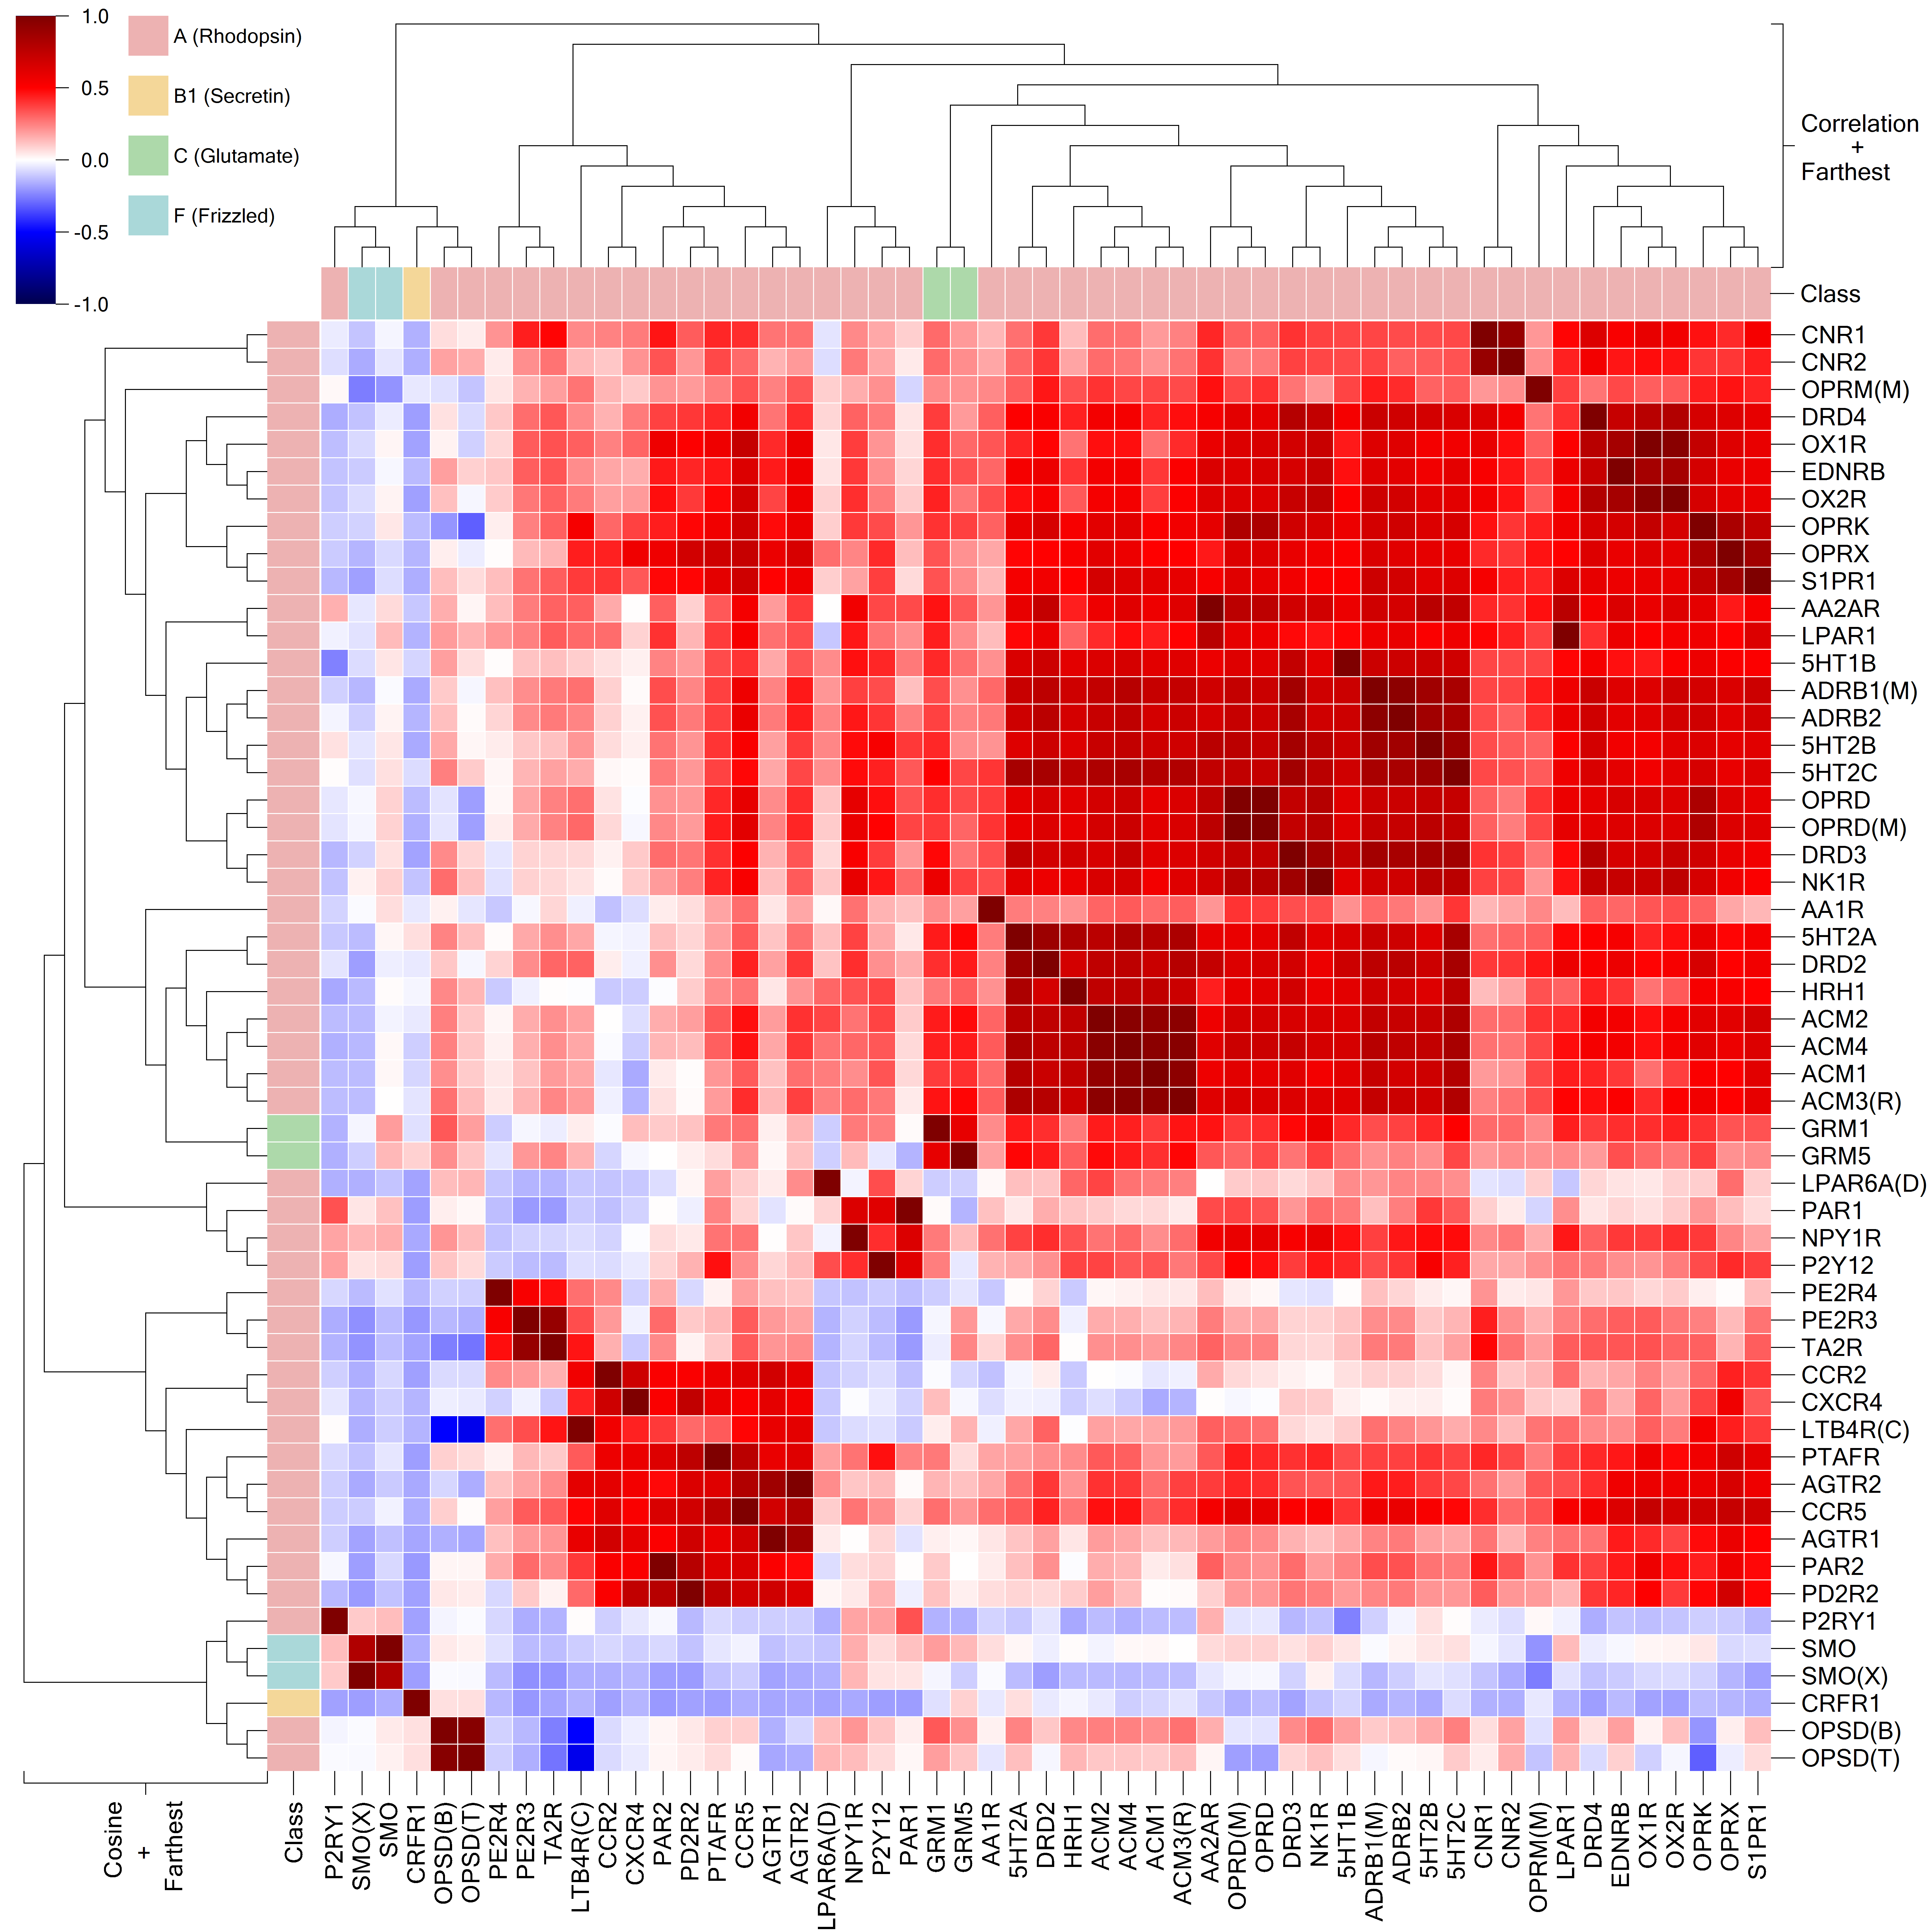 1.0
0.5
0.0
-0.5
-1.0
A (Rhodopsin)
B1 (Secretin)
C (Glutamate)
F (Frizzled)
Correlation
+
Farthest
Class
CNR1
CNR2
OPRM(M)
DRD4
OX1R
EDNRB
OX2R
OPRK
OPRX
S1PR1
AA2AR
LPAR1
5HT1B
ADRB1(M)
ADRB2
5HT2B
5HT2C
OPRD
OPRD(M)
DRD3
NK1R
AA1R
5HT2A
DRD2
HRH1
ACM2
ACM4
ACM1
ACM3(R)
GRM1
GRM5
LPAR6A(D)
PAR1
NPY1R
P2Y12
PE2R4
PE2R3
TA2R
CCR2
CXCR4
LTB4R(C)
PTAFR
AGTR2
CCR5
AGTR1
PAR2
PD2R2
P2RY1
SMO
SMO(X)
CRFR1
OPSD(B)
OPSD(T)
Cosine
+
Farthest
Class
P2RY1
SMO(X)
SMO
CRFR1
OPSD(B)
OPSD(T)
PE2R4
PE2R3
TA2R
LTB4R(C)
CCR2
CXCR4
PAR2
PD2R2
PTAFR
CCR5
AGTR1
AGTR2
LPAR6A(D)
NPY1R
P2Y12
PAR1
GRM1
GRM5
AA1R
5HT2A
DRD2
HRH1
ACM2
ACM4
ACM1
ACM3(R)
AA2AR
OPRD(M)
OPRD
DRD3
NK1R
5HT1B
ADRB1(M)
ADRB2
5HT2B
5HT2C
CNR1
CNR2
OPRM(M)
LPAR1
DRD4
EDNRB
OX1R
OX2R
OPRK
OPRX
S1PR1